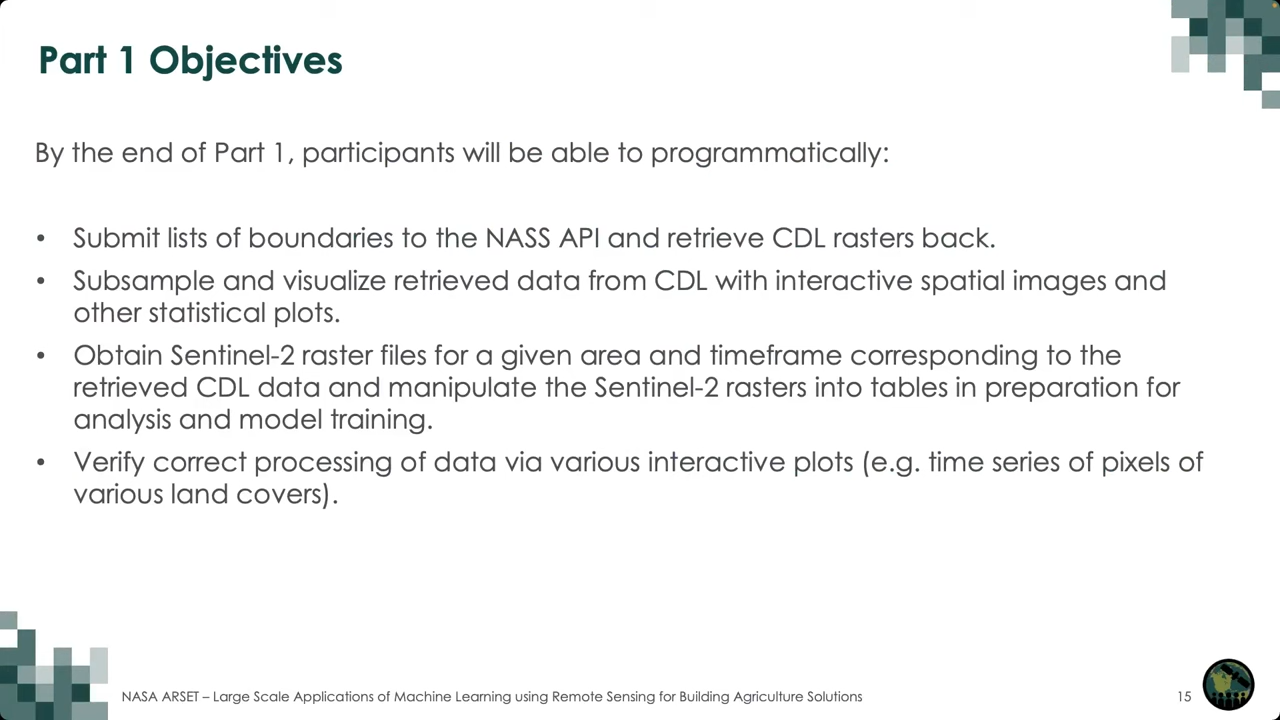 Part 1 Objectives
By the end of Part 1, participants will be able to programmatically:
• Submit lists of boundaries to the NASS API and retrieve CDL rasters back.
• Subsample and visualize retrieved data from CDL with interactive spatial images and
other statistical plots.
• Obtain Sentinel-2 raster files for a given area and timeframe corresponding to the
retrieved CDL data and manipulate the Sentinel-2 rasters into tables in preparation for
analysis and model training.
• Verify correct processing of data via various interactive plots (e.g. time series of pixels of
various land covers).
NASA ARSET – Large Scale Applications of Machine Learning using Remote Sensing for Building Agriculture Solutions
15